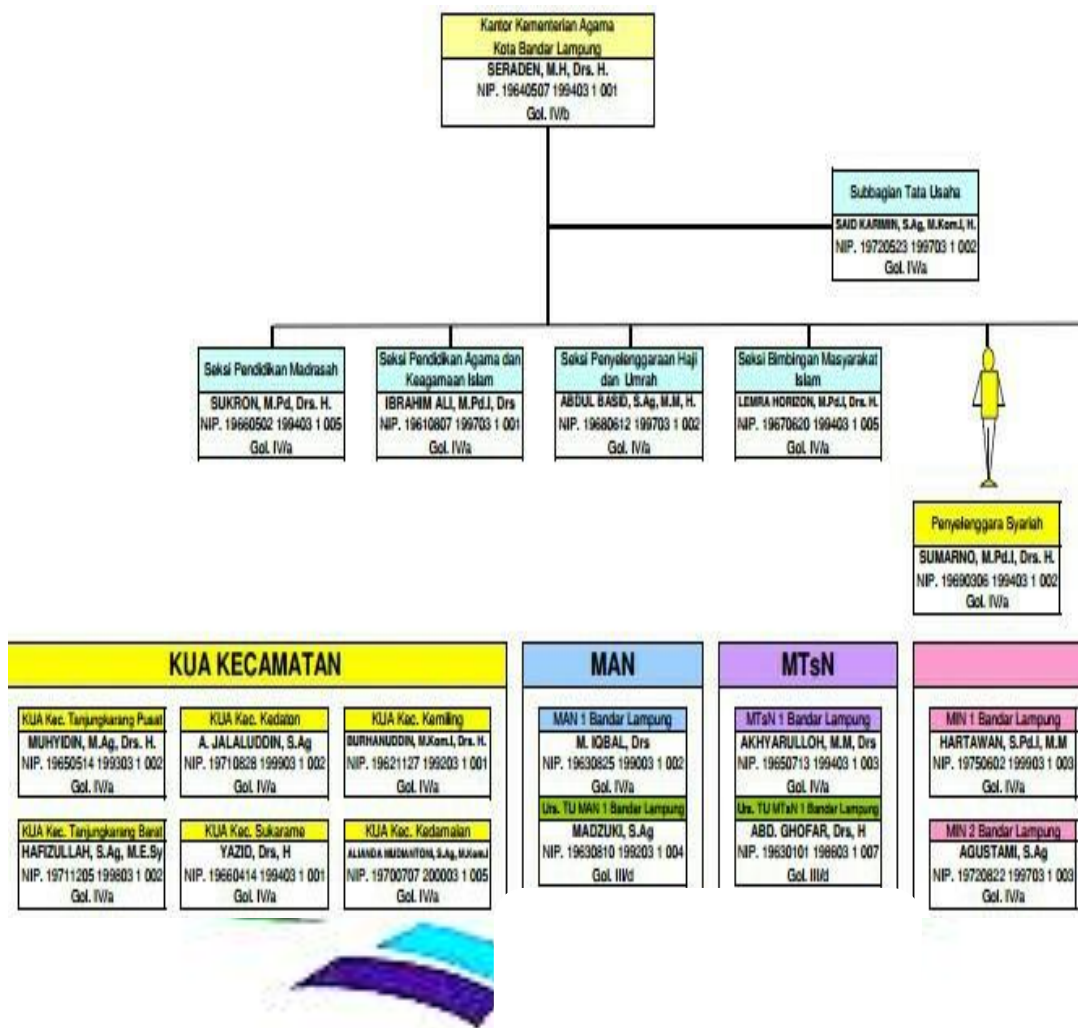 Kantor Kementerian Agama
Kota Bandar Lampung
SERADEN, M.H, Drs. H.
NIP. 19640507 199403 1 001
Gol. IV/b
Subbagian Tata Usaha
SAID KARIMIN, S.Ag, M.Kom.I, H.
NIP. 19720523 199703 1 002
Gol. IV/a
Seksi Pendidikan Madrasah
SUKRON, M.Pd, Drs. H.
NIP. 19660502 199403 1 005
Gol. IV/a
Seksi Pendidikan Agama dan
Keagamaan Islam
IBRAHIM ALI, M.Pd.I, Drs
NIP. 19610807 199703 1 001
Gol. IV/a
Seksi Penyelenggaraan Haji
dan Umrah
ABDUL BASID, S.Ag, M.M, H.
NIP. 19680612 199703 1 002
Gol. IV/a
Seksi Bimbingan Masyarakat
Islam
LEMRA HORIZON, M.Pd.I, Drs. H.
NIP. 19670620 199403 1 005
Gol. IV/a
Penyelenggara Syariah
SUMARNO, M.Pd.I, Drs. H.
NIP. 19690306 199403 1 002
Gol. IV/a
KUA KECAMATAN
KUA Kec. Tanjungkarang Pusat
MUHYIDIN, M.Ag, Drs. H.
NIP. 19650514 199303 1 002
Gol. IV/a
KUA Kec. Kedaton
A. JALALUDDIN, S.Ag
NIP. 19710828 199903 1 002
Gol. IV/a
KUA Kec. Kemiling
BURHANUDDIN, M.Kom.I, Drs. H.
NIP. 19621127 199203 1 001
Gol. IV/a
KUA Kec. Tanjungkarang Barat
HAFIZULLAH, S.Ag, M.E.Sy
NIP. 19711205 199803 1 002
Gol. IV/a
KUA Kec. Sukarame
YAZID, Drs, H
NIP. 19660414 199403 1 001
Gol. IV/a
KUA Kec. Kedamaian
ALIANDA MUDIANTONI, S.Ag, M.Kom.I
NIP. 19700707 200003 1 005
Gol. IV/a
MAN
MAN 1 Bandar Lampung
M. IQBAL, Drs
NIP. 19630825 199003 1 002
Gol. IV/a
Urs. TU MAN 1 Bandar Lampung
MADZUKI, S.Ag
NIP. 19630810 199203 1 004
Gol. III/d
MTsN
MTsN 1 Bandar Lampung
AKHYARULLOH, M.M, Drs
NIP. 19650713 199403 1 003
Gol. IV/a
Urs. TU MTsN 1 Bandar Lampung
ABD. GHOFAR, Drs, H
NIP. 19630101 198603 1 007
Gol. III/d
MIN 1 Bandar Lampung
HARTAWAN, S.Pd.I, M.M
NIP. 19750602 199903 1 003
Gol. IV/a
MIN 2 Bandar Lampung
AGUSTAMI, S.Ag
NIP. 19720822 199703 1 003
Gol. IV/a